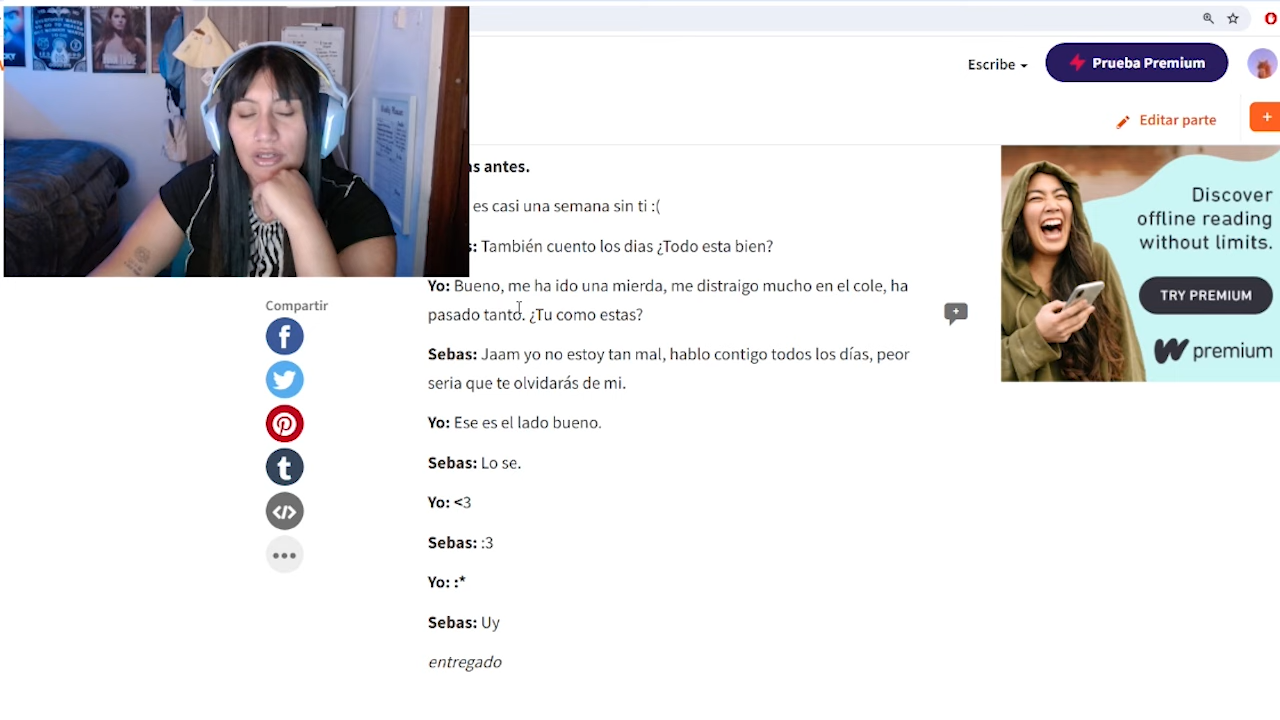 Escribe
Prueba Premium
Editar parte
+
as antes.
es casi una semana sin ti :(
s: También cuento los dias ¿Todo esta bien?
Yo: Bueno, me ha ido una mierda, me distraigo mucho en el cole, ha
pasado tanto. ¿Tu como estas?
Sebas: Jaam yo no estoy tan mal, hablo contigo todos los días, peor
seria que te olvidarás de mi.
Yo: Ese es el lado bueno.
Sebas: Lo se.
Yo: <3
Sebas: :3
Yo: :*
Sebas: Uy
entregado
Compartir
Discover
offline reading
without limits.
TRY PREMIUM
premium